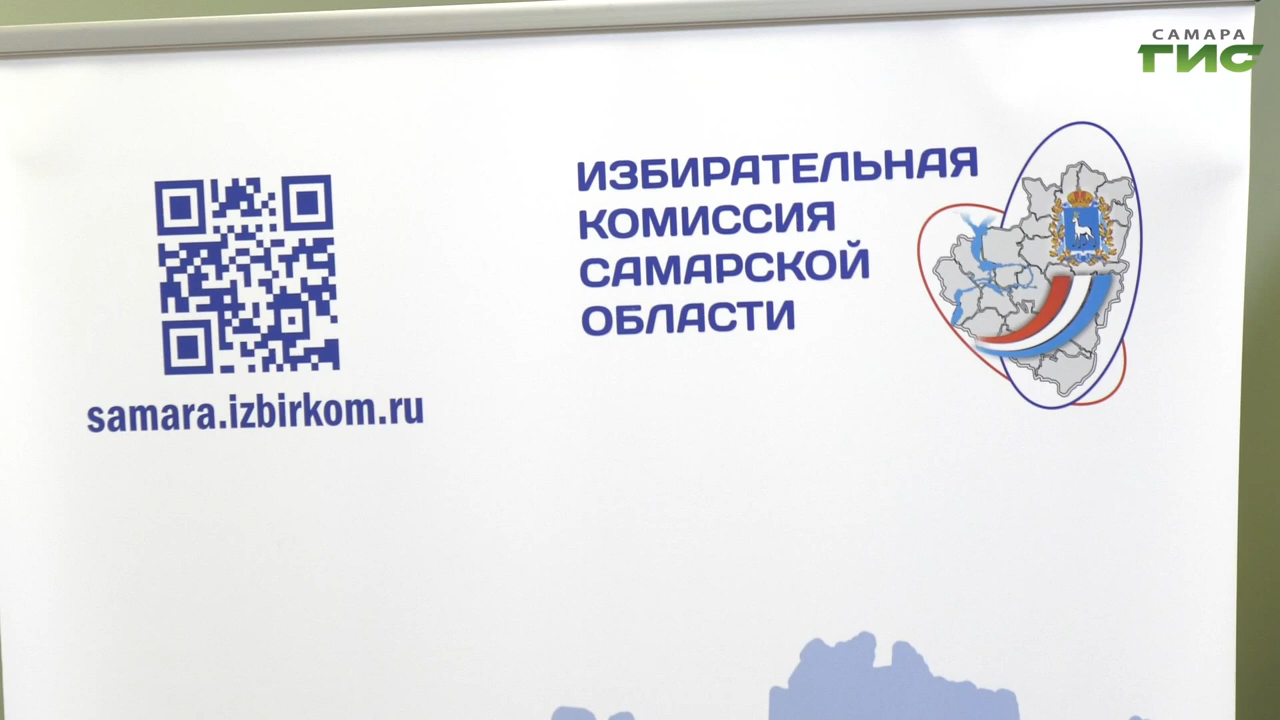 САМАРА
ГИС
ИЗБИРАТЕЛЬНАЯ
КОМИССИЯ
САМАРСКОЙ
ОБЛАСТИ
samara.izbirkom.ru